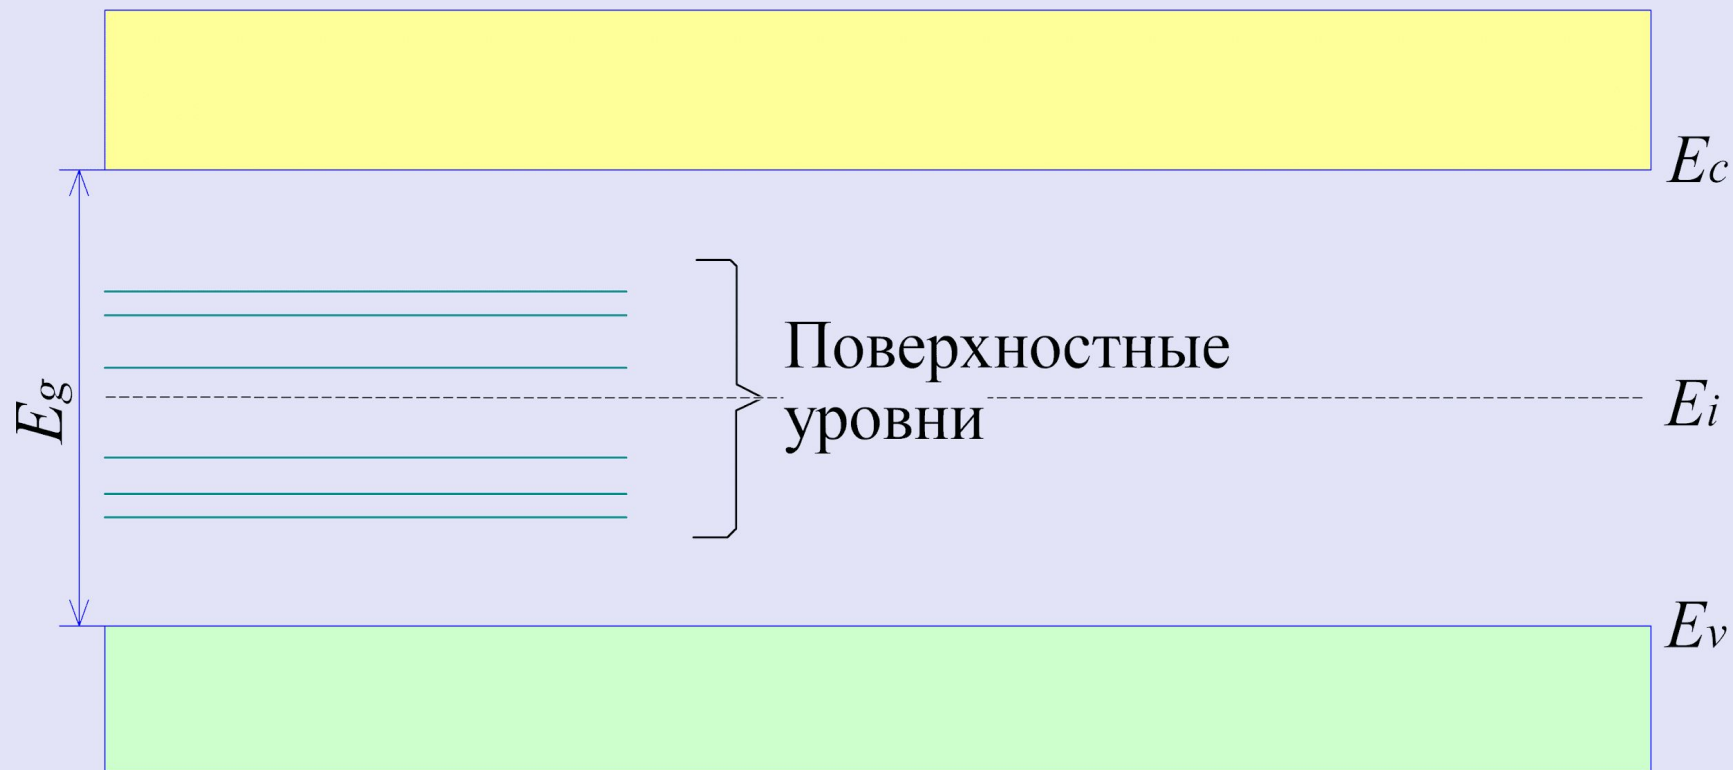 Ec
Eg
Поверхностные
уровни
Ei
Ev